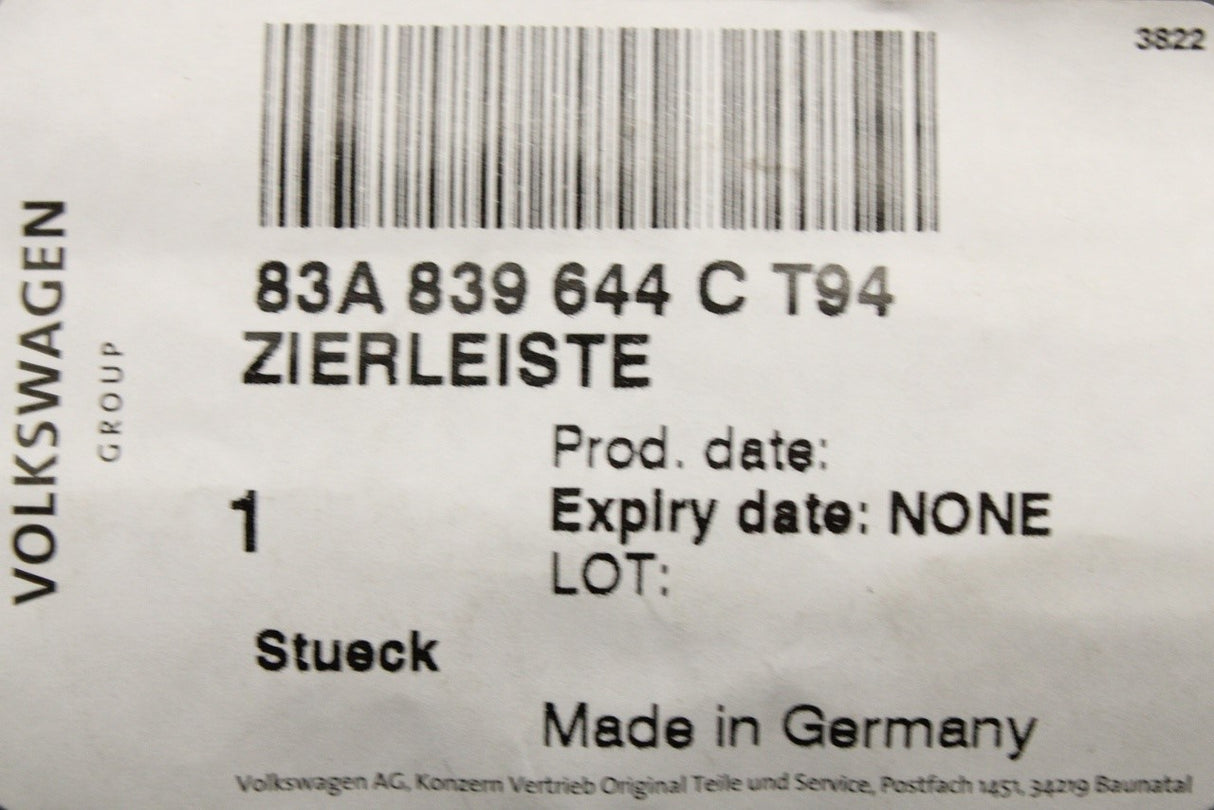 3822
VOLKSWAGEN
GROUP
83A 839 644 C T94
ZIERLEISTE
Prod. date:
1
Expiry date: NONE
LOT:
Stueck
Made in Germany
Volkswagen AG, Konzern Vertrieb Original Teile und Service, Postfach 1451, 34219 Baunatal